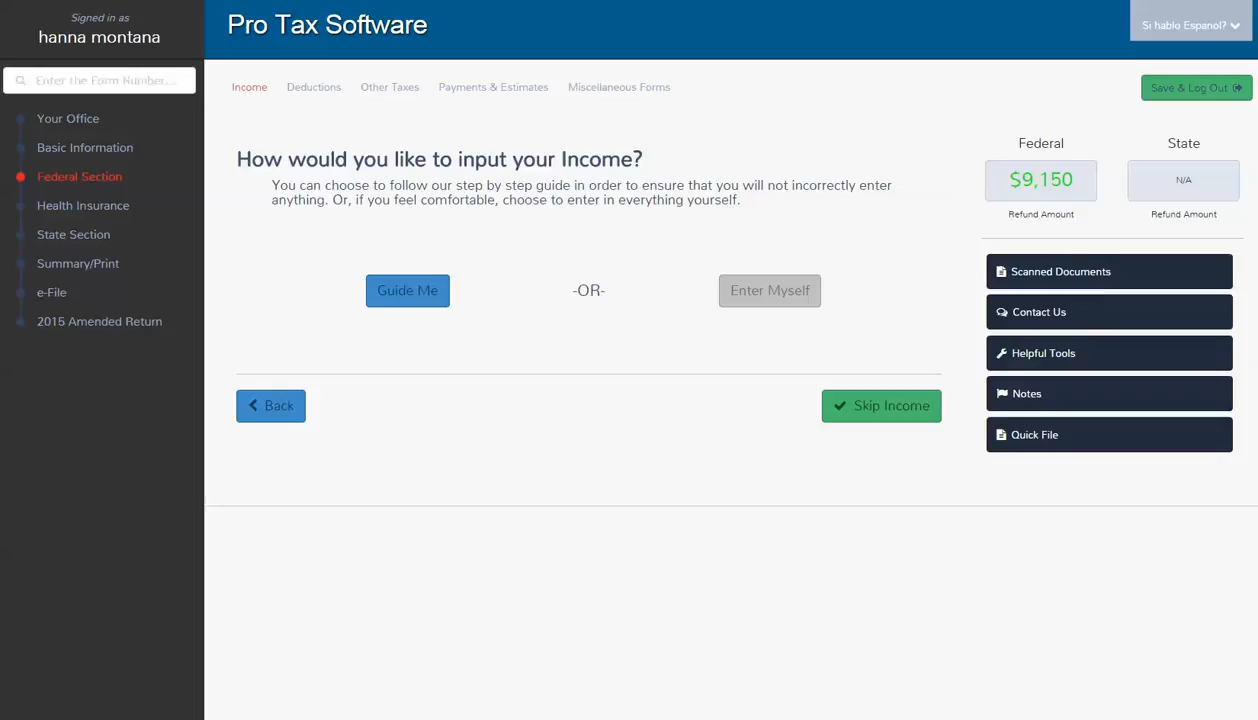 Signed in as
hanna montana
Pro Tax Software
Si hablo Espanol?
Enter the Form Number...
Your Office
Basic Information
Federal Section
Health Insurance
State Section
Summary/Print
e-File
2015 Amended Return
Income
Deductions
Other Taxes
Payments & Estimates
Miscellaneous Forms
Save & Log Out
How would you like to input your Income?
You can choose to follow our step by step guide in order to ensure that you will not incorrectly enter
anything. Or, if you feel comfortable, choose to enter in everything yourself.
Guide Me
-OR-
Enter Myself
Back
Skip Income
Federal
$9,150
Refund Amount
State
N/A
Refund Amount
Scanned Documents
Contact Us
Helpful Tools
Notes
Quick File